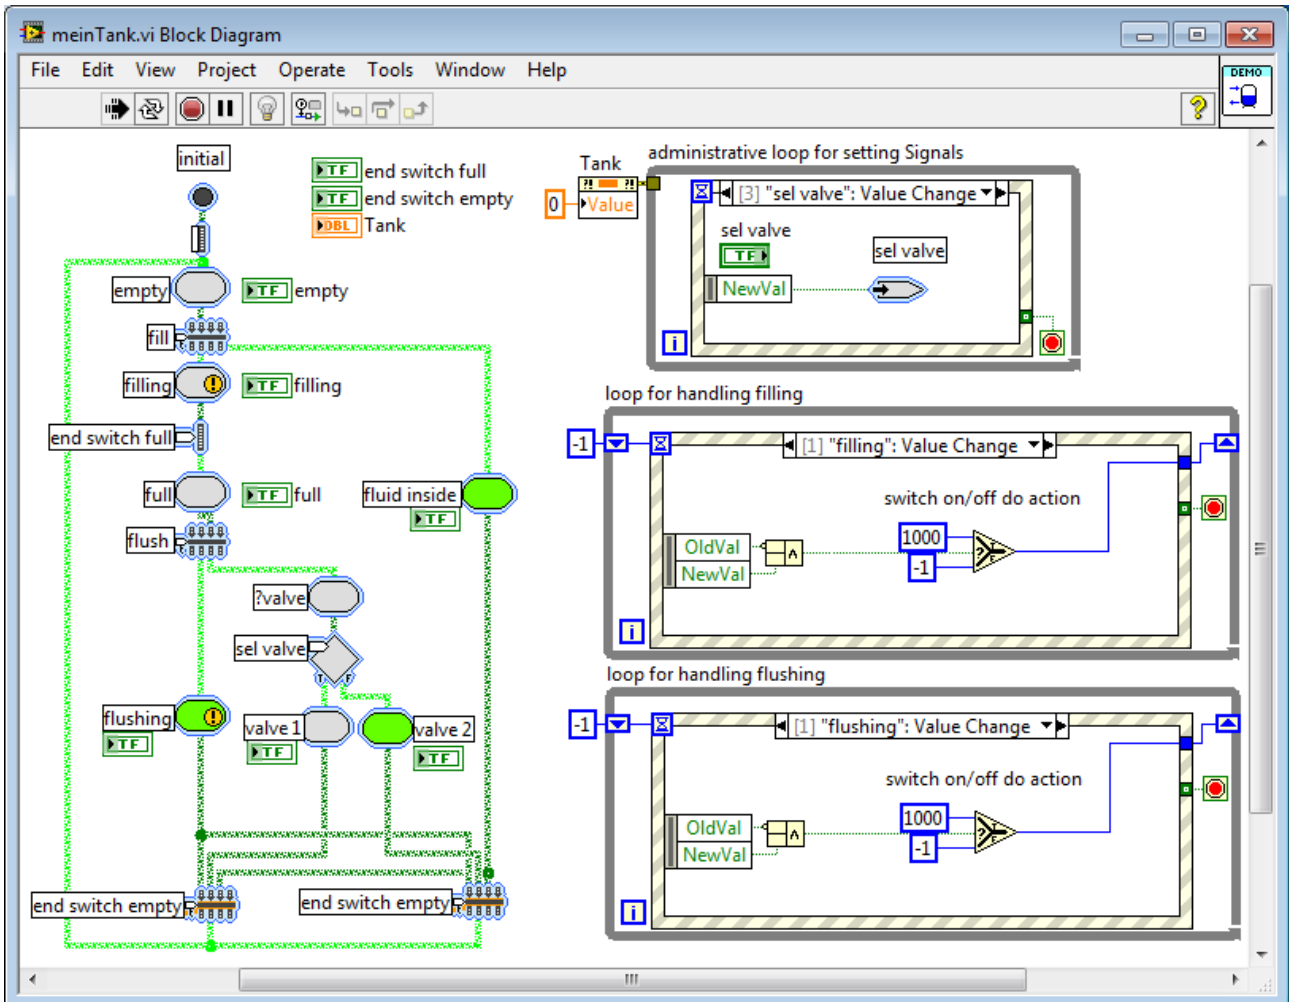 meinTank.vi Block Diagram
File Edit View Project Operate Tools Window Help
DEMO
?
initial
TF end switch full
TF end switch empty
DBL Tank
Tank
?! ?!
0 Value
administrative loop for setting Signals
[3] "sel valve": Value Change
sel valve
TF
sel valve
NewVal
i
empty
TF empty
fill
filling
TF filling
end switch full
full
TF full
fluid inside
TF
flush
?valve
sel valve
T F
flushing
TF
valve 1
TF
valve 2
TF
end switch empty
end switch empty
loop for handling filling
-1
[1] "filling": Value Change
switch on/off do action
OldVal
NewVal
1000
-1
?
i
loop for handling flushing
-1
[1] "flushing": Value Change
switch on/off do action
OldVal
NewVal
1000
-1
?
i